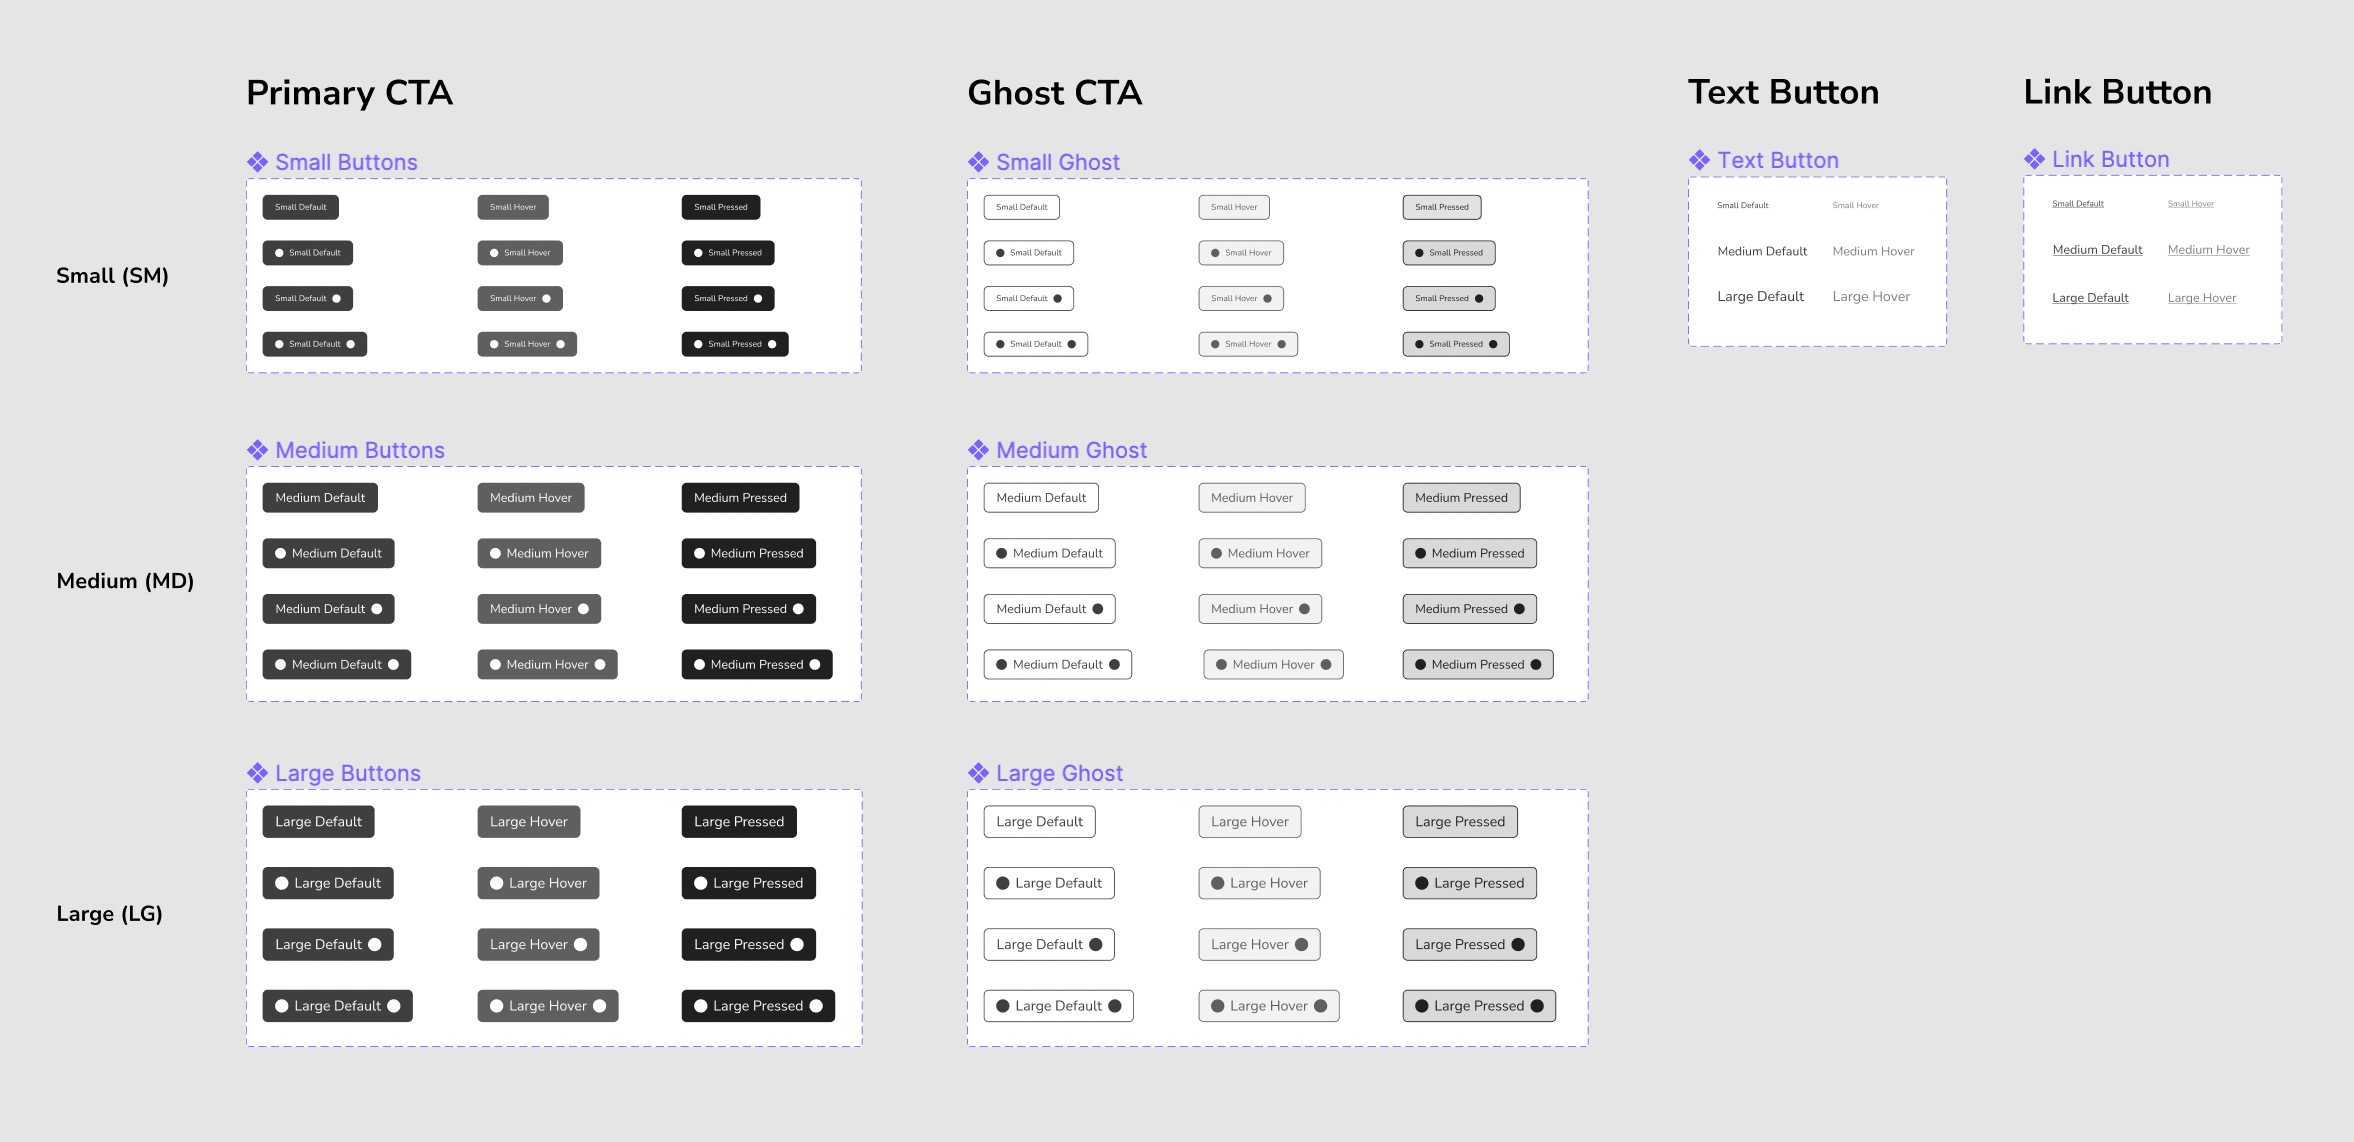 Primary CTA
Ghost CTA
Text Button
Link Button
Small Buttons
Small Ghost
Text Button
Link Button
Small (SM)
Small Default Small Hover Small Pressed
Small Default Small Hover Small Pressed
Small Default Small Hover Small Pressed
Small Default Small Hover Small Pressed
Small Default Small Hover Small Pressed
Small Default Small Hover Small Pressed
Small Default Small Hover Small Pressed
Small Default Small Hover Small Pressed
Small Default Small Hover
Medium Default Medium Hover
Large Default Large Hover
Small Default Small Hover
Medium Default Medium Hover
Large Default Large Hover
Medium Buttons
Medium Ghost
Medium (MD)
Medium Default Medium Hover Medium Pressed
Medium Default Medium Hover Medium Pressed
Medium Default Medium Hover Medium Pressed
Medium Default Medium Hover Medium Pressed
Medium Default Medium Hover Medium Pressed
Medium Default Medium Hover Medium Pressed
Medium Default Medium Hover Medium Pressed
Medium Default Medium Hover Medium Pressed
Large Buttons
Large Ghost
Large (LG)
Large Default Large Hover Large Pressed
Large Default Large Hover Large Pressed
Large Default Large Hover Large Pressed
Large Default Large Hover Large Pressed
Large Default Large Hover Large Pressed
Large Default Large Hover Large Pressed
Large Default Large Hover Large Pressed
Large Default Large Hover Large Pressed